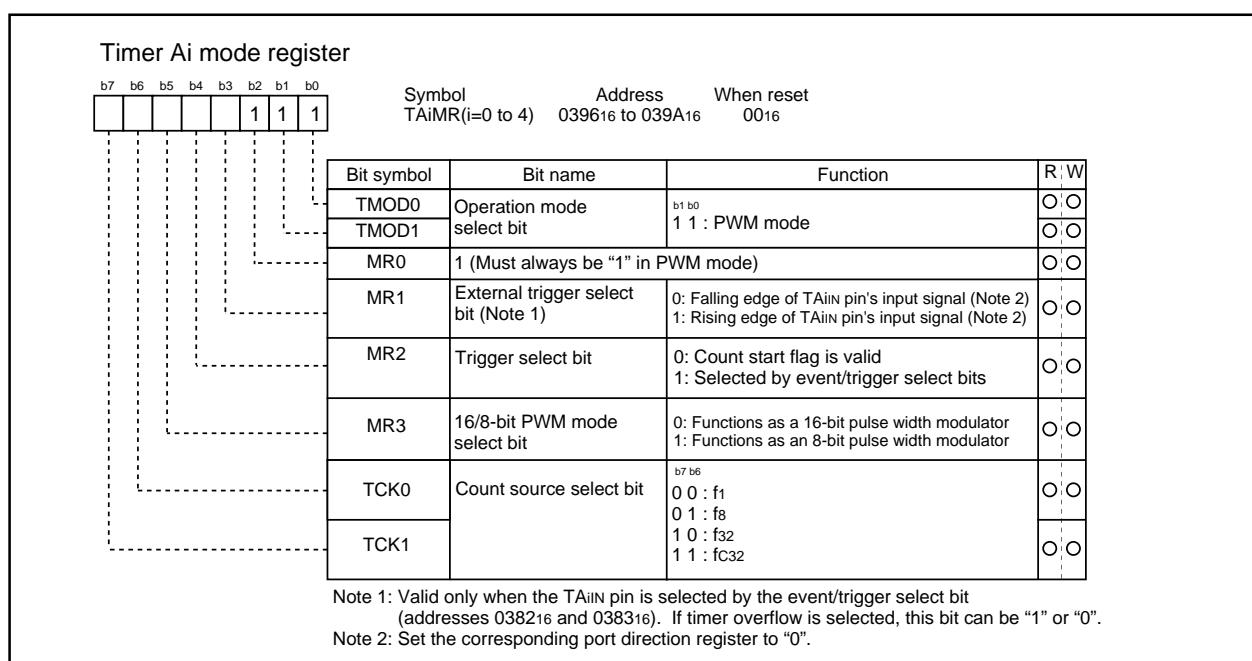 Timer Ai mode register
b7 b6 b5 b4 b3 b2 b1 b0
1 1 1
Symbol Address When reset
TAiMR(i=0 to 4) 039616 to 039A16 0016
Bit symbol Bit name Function R W
TMOD0 Operation mode select bit b1 b0
TMOD1 1 1 : PWM mode
MR0 1 (Must always be “1” in PWM mode)
MR1 External trigger select 0: Falling edge of TAiIN pin's input signal (Note 2)
bit (Note 1) 1: Rising edge of TAiIN pin's input signal (Note 2)
MR2 Trigger select bit 0: Count start flag is valid
1: Selected by event/trigger select bits
MR3 16/8-bit PWM mode 0: Functions as a 16-bit pulse width modulator
select bit 1: Functions as an 8-bit pulse width modulator
b7 b6
TCK0 Count source select bit 0 0 : f1
0 1 : f8
TCK1 1 0 : f32
1 1 : fC32
Note 1: Valid only when the TAiIN pin is selected by the event/trigger select bit
(addresses 038216 and 038316). If timer overflow is selected, this bit can be “1” or “0”.
Note 2: Set the corresponding port direction register to “0”.